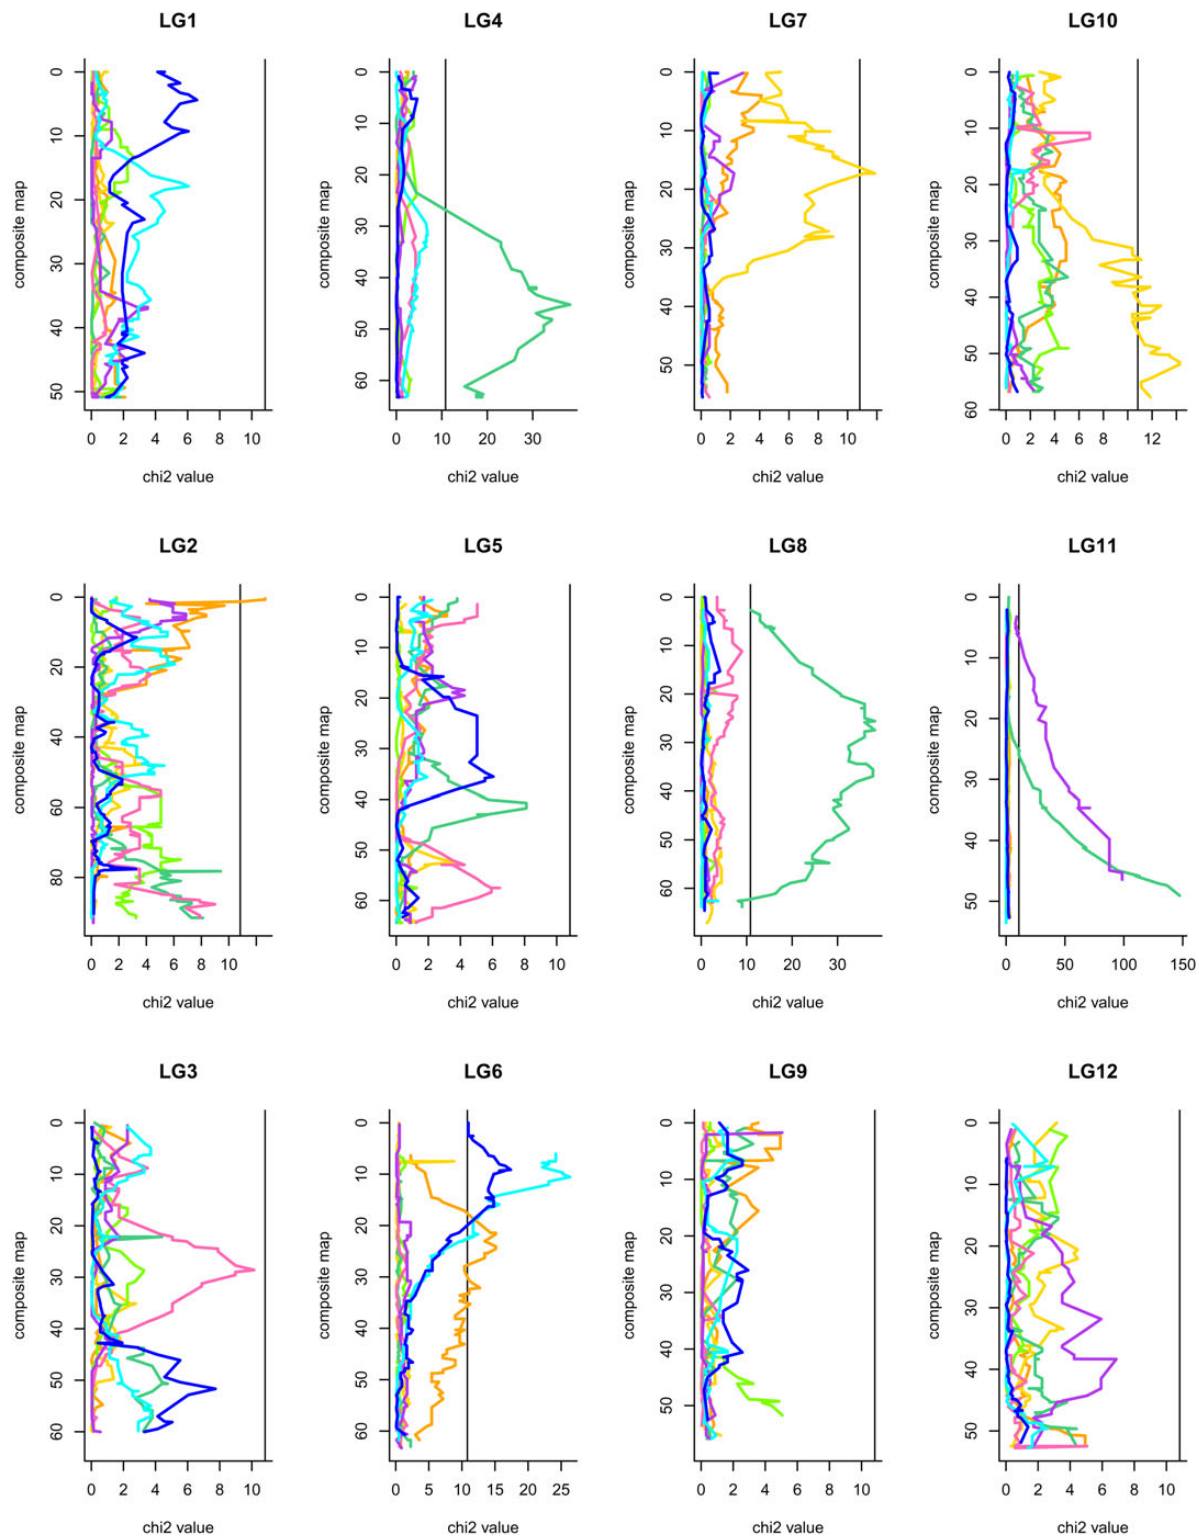 LG1 LG4 LG7 LG10
composite map composite map composite map composite map
0 0 0 0
10 10 10 10
20 20 20 20
30 30 30 30
40 40 40 40
50 50 50 50
60 60
0 2 4 6 8 10 0 10 20 30 0 2 4 6 8 10 0 2 4 6 8 12
chi2 value chi2 value chi2 value chi2 value
LG2 LG5 LG8 LG11
composite map composite map composite map composite map
0 0 0 0
10 10 10
20 20 20 20
30 30 30
40 40 40 40
50 50 50
60 60 60
80
0 2 4 6 8 10 0 2 4 6 8 10 0 10 20 30 0 50 100 150
chi2 value chi2 value chi2 value chi2 value
LG3 LG6 LG9 LG12
composite map composite map composite map composite map
0 0 0 0
10 10 10 10
20 20 20 20
30 30 30 30
40 40 40 40
50 50 50 50
60 60
0 2 4 6 8 10 0 5 10 15 20 25 0 2 4 6 8 10 0 2 4 6 8 10
chi2 value chi2 value chi2 value chi2 value